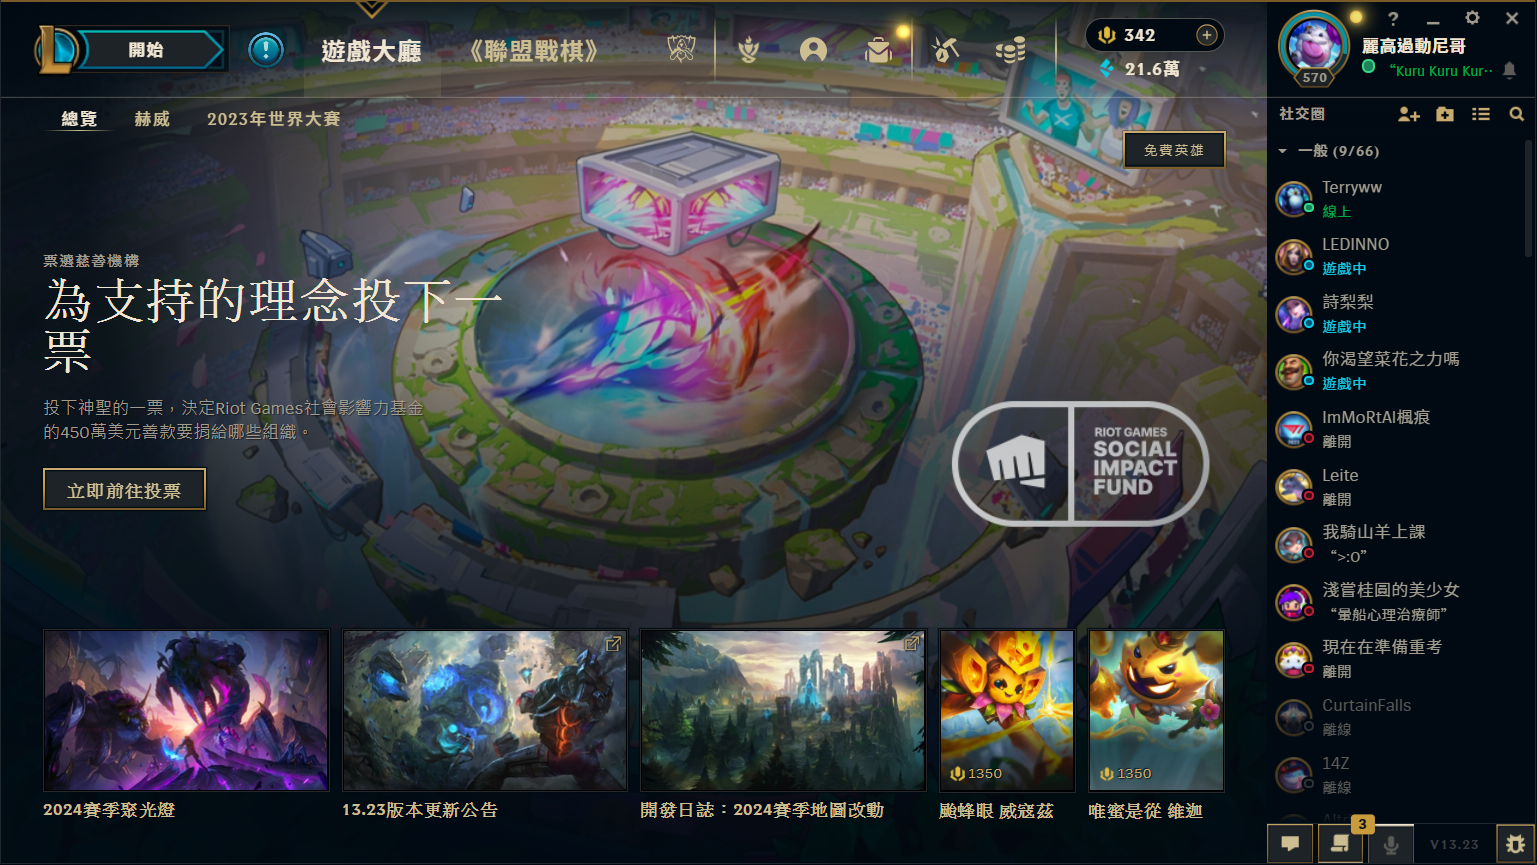 開始
遊戲大廳
《聯盟戰棋》
342
21.6萬
570
麗高過動尼哥
“Kuru Kuru Kur··
總覽
赫威
2023年世界大賽
免費英雄
社交圈
一般 (9/66)
Terryww
線上
LEDINNO
遊戲中
詩梨梨
遊戲中
你渴望菜花之力嗎
遊戲中
ImMoRtAl楓痕
離開
Leite
離開
我騎山羊上課
“>:O”
淺嘗桂圓的美少女
“暈船心理治療師”
現在在準備重考
離開
CurtainFalls
離線
14Z
離線
票選慈善機構
為支持的理念投下一
票
投下神聖的一票，決定Riot Games社會影響力基金
的450萬美元善款要捐給哪些組織。
立即前往投票
RIOT GAMES
SOCIAL
IMPACT
FUND
1350
1350
2024賽季聚光燈
13.23版本更新公告
開發日誌：2024賽季地圖改動
颱蜂眼 威寇茲
唯蜜是從 維迦
3
V13.23